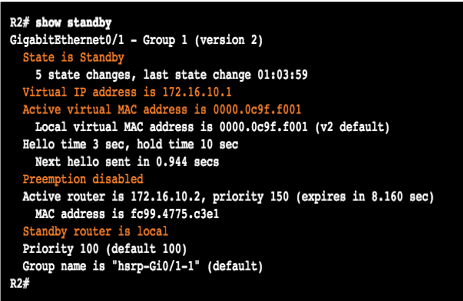 R2# show standby
GigabitEthernet0/1 - Group 1 (version 2)
State is Standby
5 state changes, last state change 01:03:59
Virtual IP address is 172.16.10.1
Active virtual MAC address is 0000.0c9f.f001
Local virtual MAC address is 0000.0c9f.f001 (v2 default)
Hello time 3 sec, hold time 10 sec
Next hello sent in 0.944 secs
Preemption disabled
Active router is 172.16.10.2, priority 150 (expires in 8.160 sec)
MAC address is fc99.4775.c3e1
Standby router is local
Priority 100 (default 100)
Group name is "hsrp-Gi0/1-1" (default)
R2#